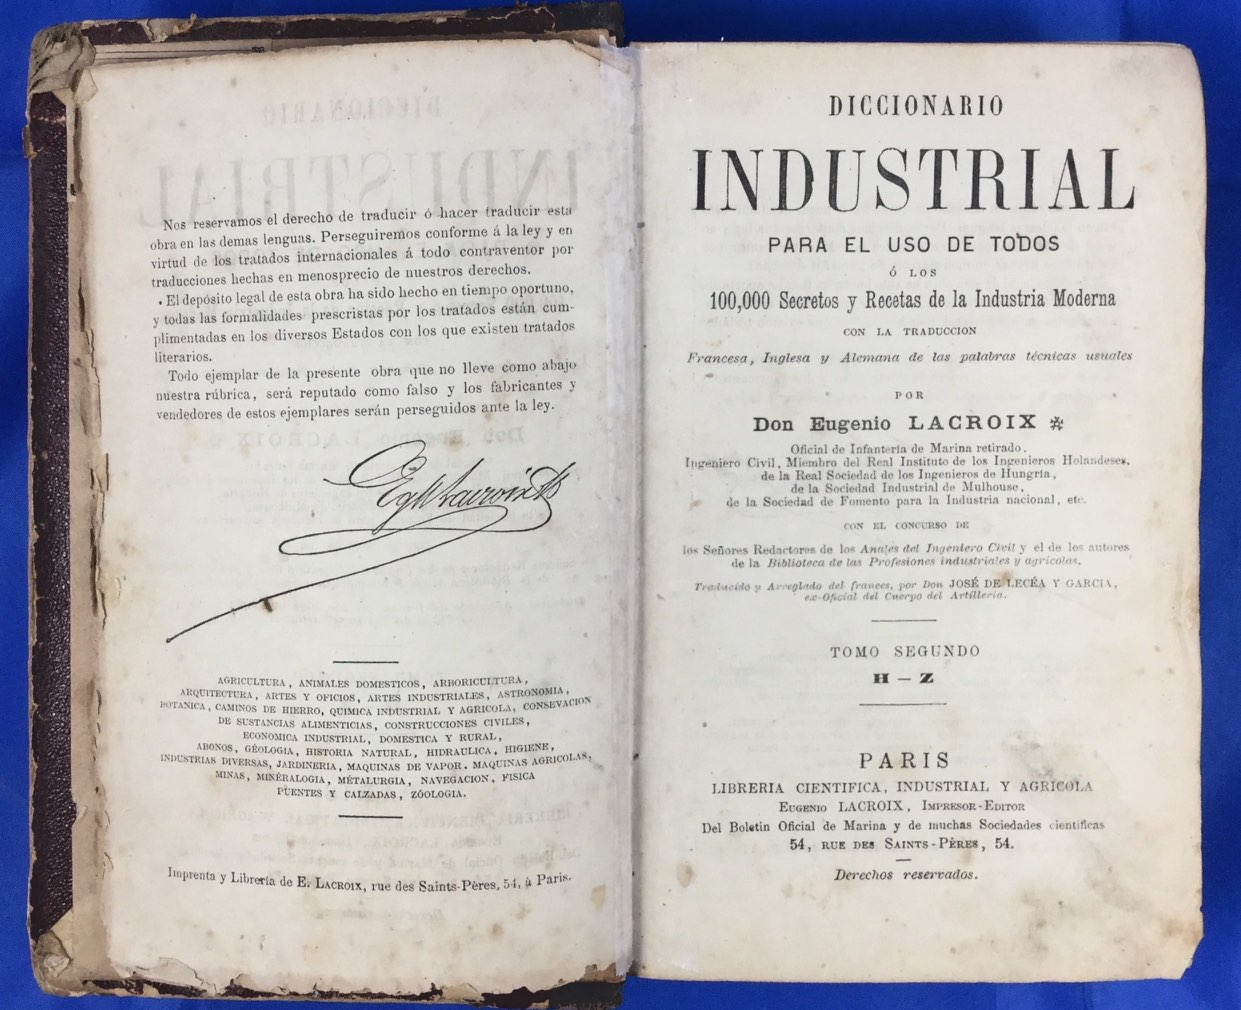 Nos reservamos el derecho de traducir ó hacer traducir esta
obra en las demas lenguas. Perseguiremos conforme á la ley y en
virtud de los tratados internacionales á todo contraventor por
traducciones hechas en menosprecio de nuestros derechos.
El depósito legal de esta obra ha sido hecho en tiempo oportuno,
y todas las formalidades prescristas por los tratados están cum-
plimentadas en los diversos Estados con los que existen tratados
literarios.
Todo ejemplar de la presente obra que no lleve como abajo
nuestra rúbrica, será reputado como falso y los fabricantes y
vendedores de estos ejemplares serán perseguidos ante la ley.
Lacroix
AGRICULTURA, ANIMALES DOMESTICOS, ARBORICULTURA,
ARQUITECTURA, ARTES Y OFICIOS, ARTES INDUSTRIALES, ASTRONOMIA,
BOTANICA, CAMINOS DE HIERRO, QUIMICA INDUSTRIAL Y AGRICOLA, CONSEVACION
DE SUSTANCIAS ALIMENTICIAS, CONSTRUCCIONES CIVILES,
ECONOMICA INDUSTRIAL, DOMESTICA Y RURAL,
ABONOS, GÉOLOGIA, HISTORIA NATURAL, HIDRAULICA, HIGIENE,
INDUSTRIAS DIVERSAS, JARDINERIA, MAQUINAS DE VAPOR, MAQUINAS AGRICOLAS,
MINAS, MINÉRALOGIA, MÉTALURGIA, NAVEGACION, FISICA
PUENTES Y CALZADAS, ZÓOLOGIA.
Imprenta y Librería de E. LACROIX, rue des Saints-Pères, 54, à Paris.
DICCIONARIO
INDUSTRIAL
PARA EL USO DE TODOS
Ó LOS
100,000 Secretos y Recetas de la Industria Moderna
CON LA TRADUCCION
Francesa, Inglesa y Alemana de las palabras técnicas usuales
POR
Don Eugenio LACROIX
Oficial de Infanteria de Marina retirado,
Ingeniero Civil, Miembro del Real Instituto de los Ingenieros Holandeses,
de la Real Sociedad de los Ingenieros de Hungria,
de la Sociedad Industrial de Mulhouse,
de la Sociedad de Fomento para la Industria nacional, etc.
CON EL CONCURSO DE
los Señores Redactores de los Anales del Ingeniero Civil y el de los autores
de la Biblioteca de las Profesiones industriales y agricolas.
Traducido y Arreglado del frances, por Don JOSÉ DE LECÉA Y GARCIA,
ex-Oficial del Cuerpo del Artilleria.
TOMO SEGUNDO
H — Z
PARIS
LIBRERIA CIENTIFICA, INDUSTRIAL Y AGRICOLA
EUGENIO LACROIX, IMPRESOR-EDITOR
Del Boletin Oficial de Marina y de muchas Sociedades cientificas
54, RUE DES SAINTS-PÈRES, 54.
Derechos reservados.